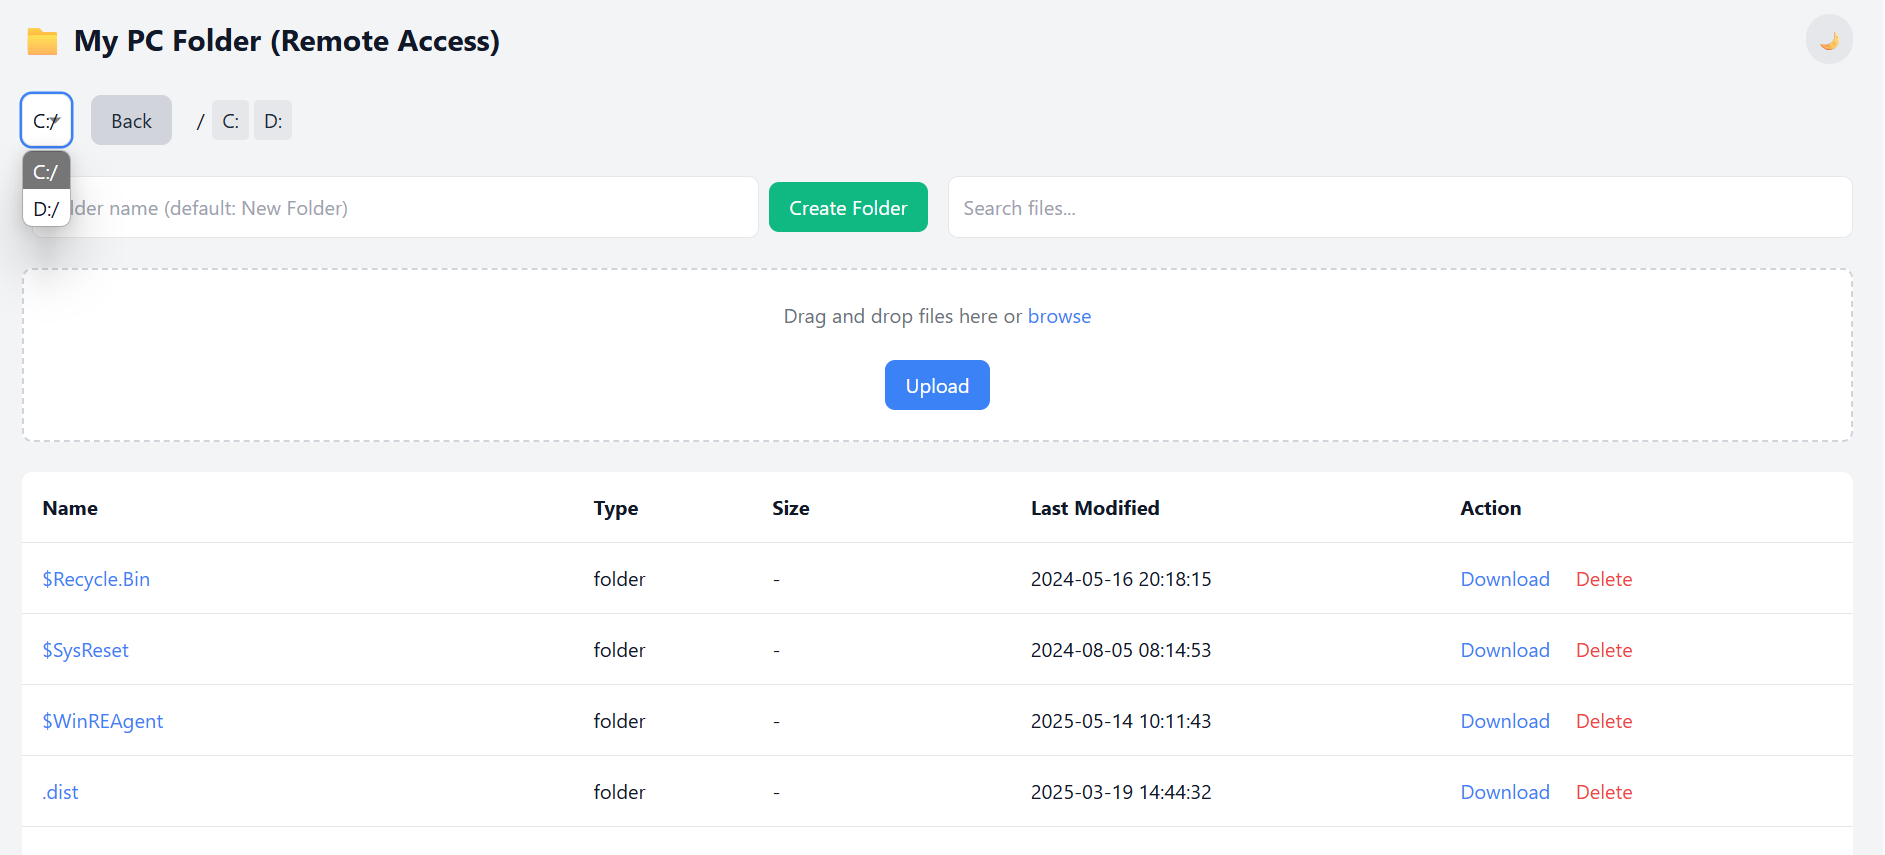 My PC Folder (Remote Access)
C:/
Back
/ C: D:
C:/
D:/
name (default: New Folder)
Create Folder
Search files...
Drag and drop files here or browse
Upload
Name Type Size Last Modified Action
$Recycle.Bin folder - 2024-05-16 20:18:15 Download Delete
$SysReset folder - 2024-08-05 08:14:53 Download Delete
$WinREAgent folder - 2025-05-14 10:11:43 Download Delete
.dist folder - 2025-03-19 14:44:32 Download Delete